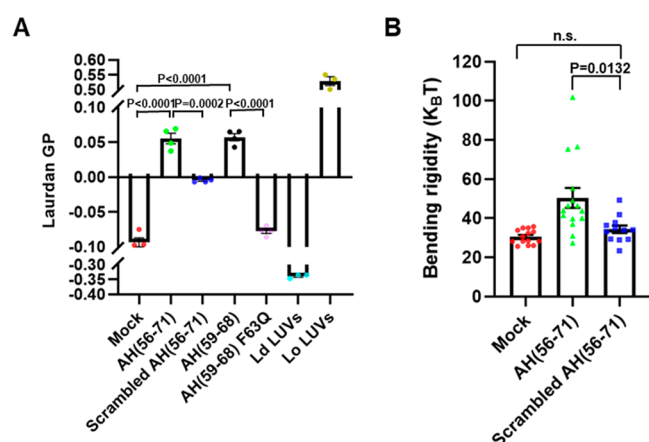 A
Laurdan GP
0.60
0.55
0.50
0.10
0.05
0.00
-0.05
-0.10
-0.30
-0.35
-0.40
P<0.0001
P<0.0001
P=0.0002
P<0.0001
Mock
AH(56-71)
Scrambled AH(56-71)
AH(59-68)
AH(59-68) F63Q
Ld LUVs
Lo LUVs
B
Bending rigidity (KBT)
120
100
80
60
40
20
0
n.s.
P=0.0132
Mock
AH(56-71)
Scrambled AH(56-71)